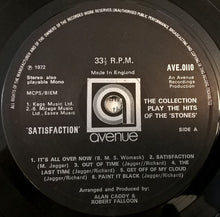 33⅓ R.P.M.
Made In England
AVE.0110
℗ 1972
Stereo also
playable Mono
MCPS/BIEM
An Avenue
Recordings
Production
1. Kags Music Ltd.
2-6. Mirage Music
Ltd./ Essex Music Ltd.
THE COLLECTION
PLAY THE HITS
OF THE 'STONES'
'SATISFACTION'
SIDE A
avenue
1. IT'S ALL OVER NOW (B. M. S. Womask) 2. SATISFACTION
(M. Jagger) 3. OUT OF TIME (Jagger/Richard) 4. THE
LAST TIME (Jagger/Richard) 5. GET OFF OF MY CLOUD
(M. Jagger) 6. PAINT IT BLACK (Jagger/Richard)
Arranged and Produced by:
ALAN CADDY &
ROBERT FALLOON